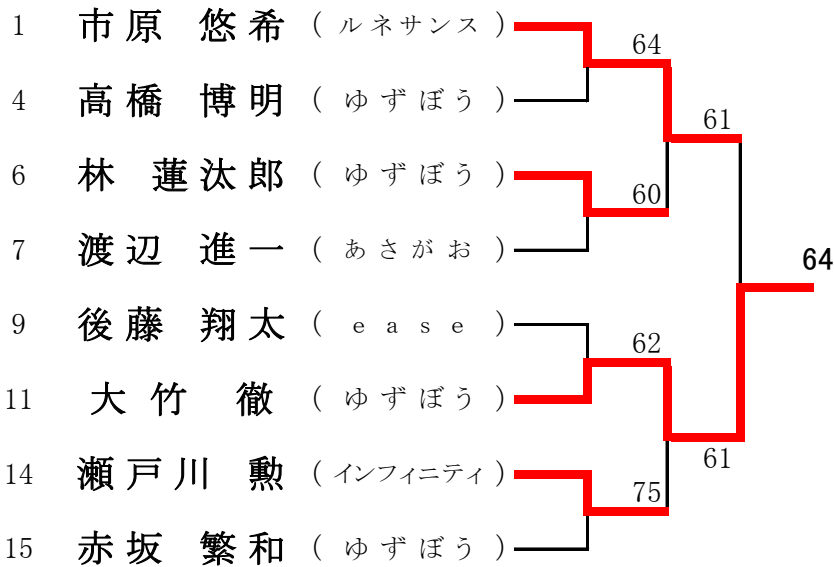 1 市原 悠希 (ルネサンス)
64
4 高橋 博明 (ゆずぼう)
61
6 林 蓮汰郎 (ゆずぼう)
60
7 渡辺 進一 (あさがお)
64
9 後藤 翔太 (ease)
62
11 大竹 徹 (ゆずぼう)
61
14 瀬戸川 勲 (インフィニティ)
75
15 赤坂 繁和 (ゆずぼう)